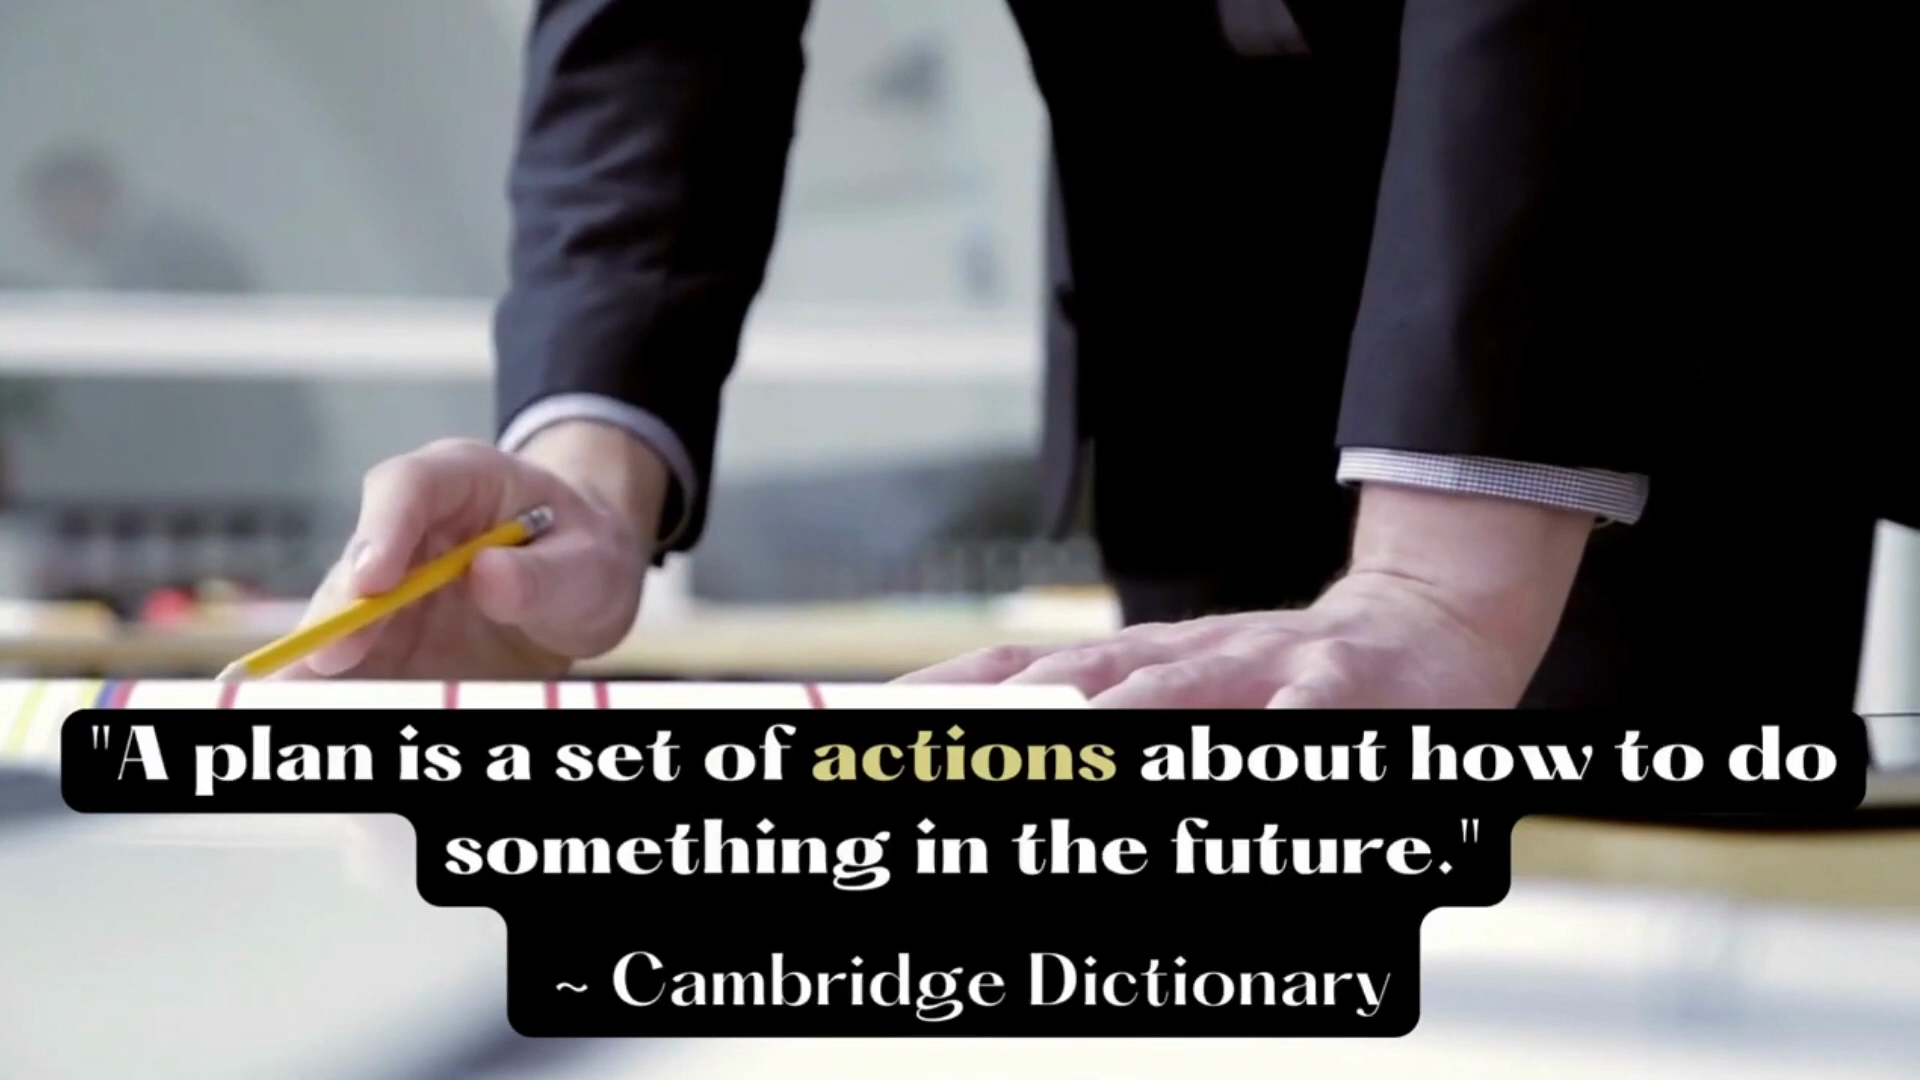 "A plan is a set of actions about how to do
something in the future."
~ Cambridge Dictionary